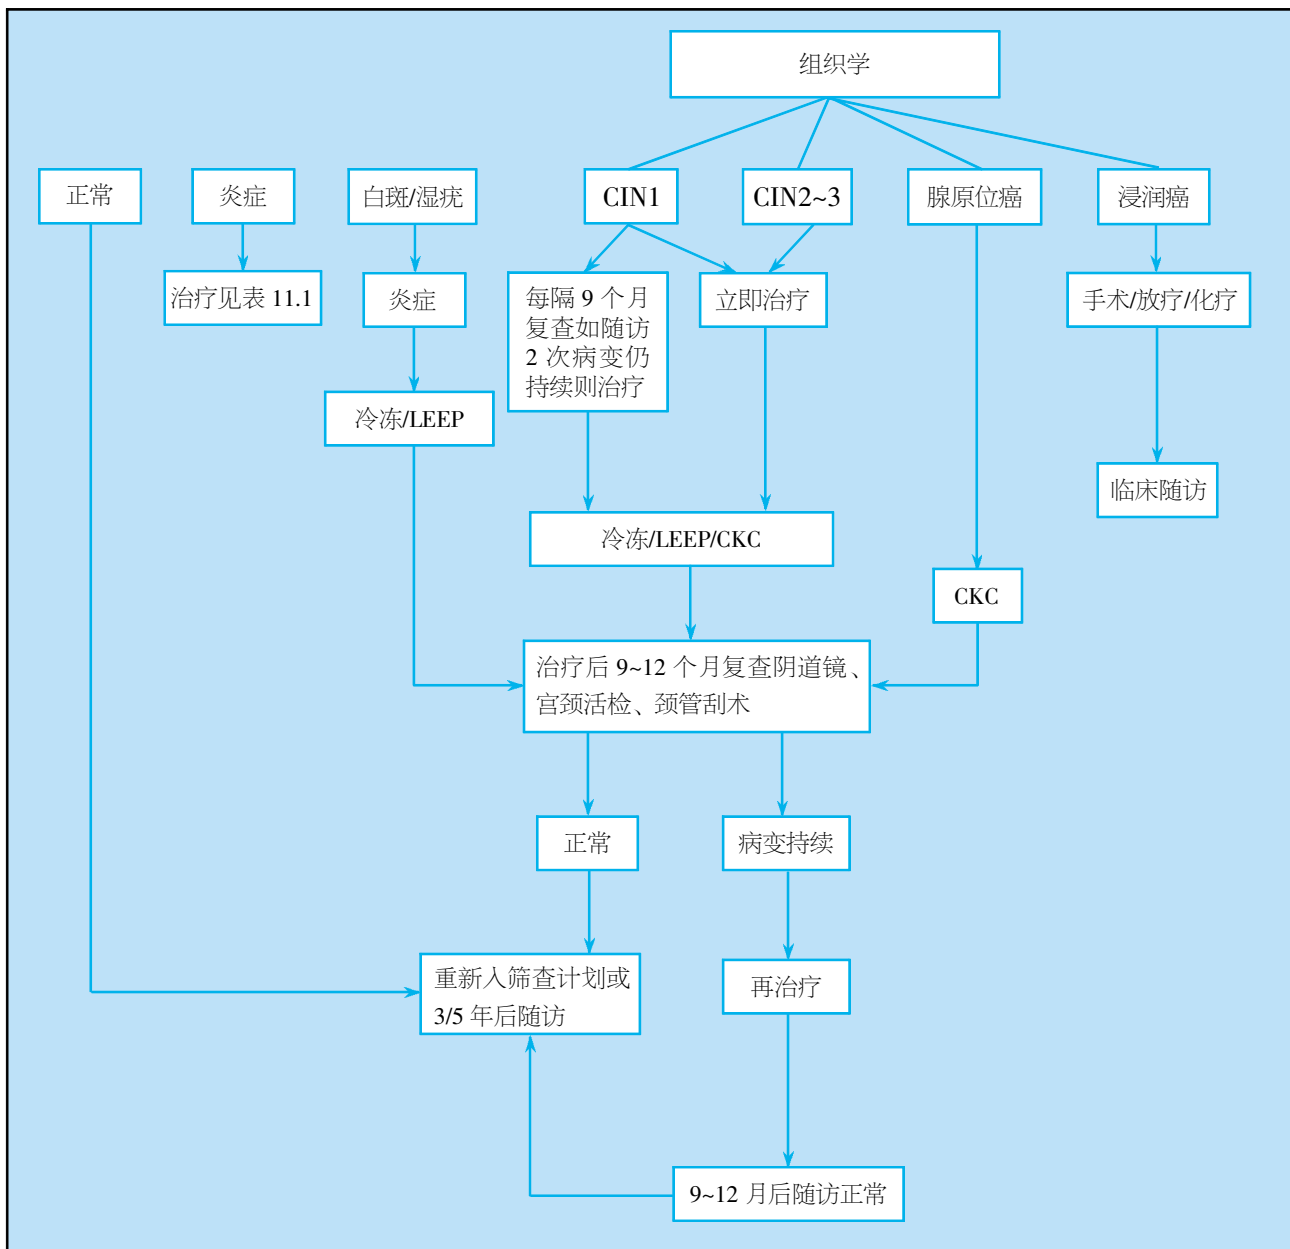 组织学
正常
炎症
白斑/湿疣
CIN1
CIN2~3
腺原位癌
浸润癌
治疗见表 11.1
炎症
每隔 9 个月
复查如随访
2 次病变仍
持续则治疗
立即治疗
手术/放疗/化疗
冷冻/LEEP
临床随访
冷冻/LEEP/CKC
CKC
治疗后 9~12 个月复查阴道镜、
宫颈活检、颈管刮术
正常
病变持续
重新入筛查计划或
3/5 年后随访
再治疗
9~12 月后随访正常